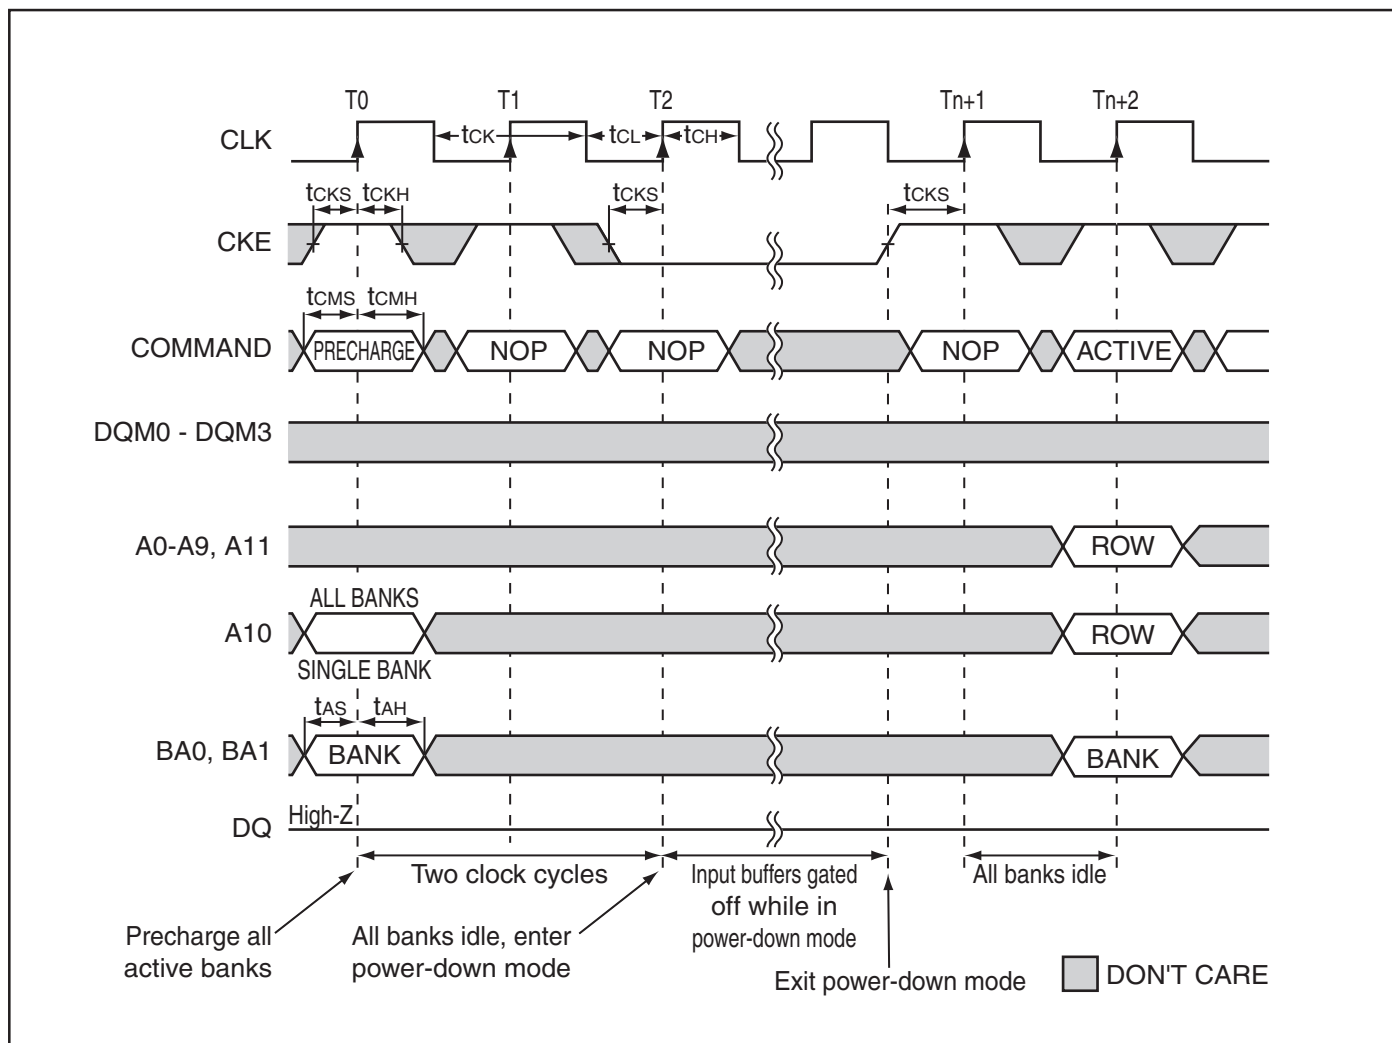 T0 T1 T2 Tn+1 Tn+2
CLK tCK tCL tCH
tCKS tCKH tCKS tCKS
CKE
tCMS tCMH
COMMAND PRECHARGE NOP NOP NOP ACTIVE
DQM0 - DQM3
A0-A9, A11 ROW
ALL BANKS
A10 ROW
SINGLE BANK
tAS tAH
BA0, BA1 BANK BANK
High-Z
DQ
Two clock cycles
Input buffers gated
off while in
power-down mode
All banks idle
Precharge all
active banks
All banks idle, enter
power-down mode
Exit power-down mode
DON'T CARE